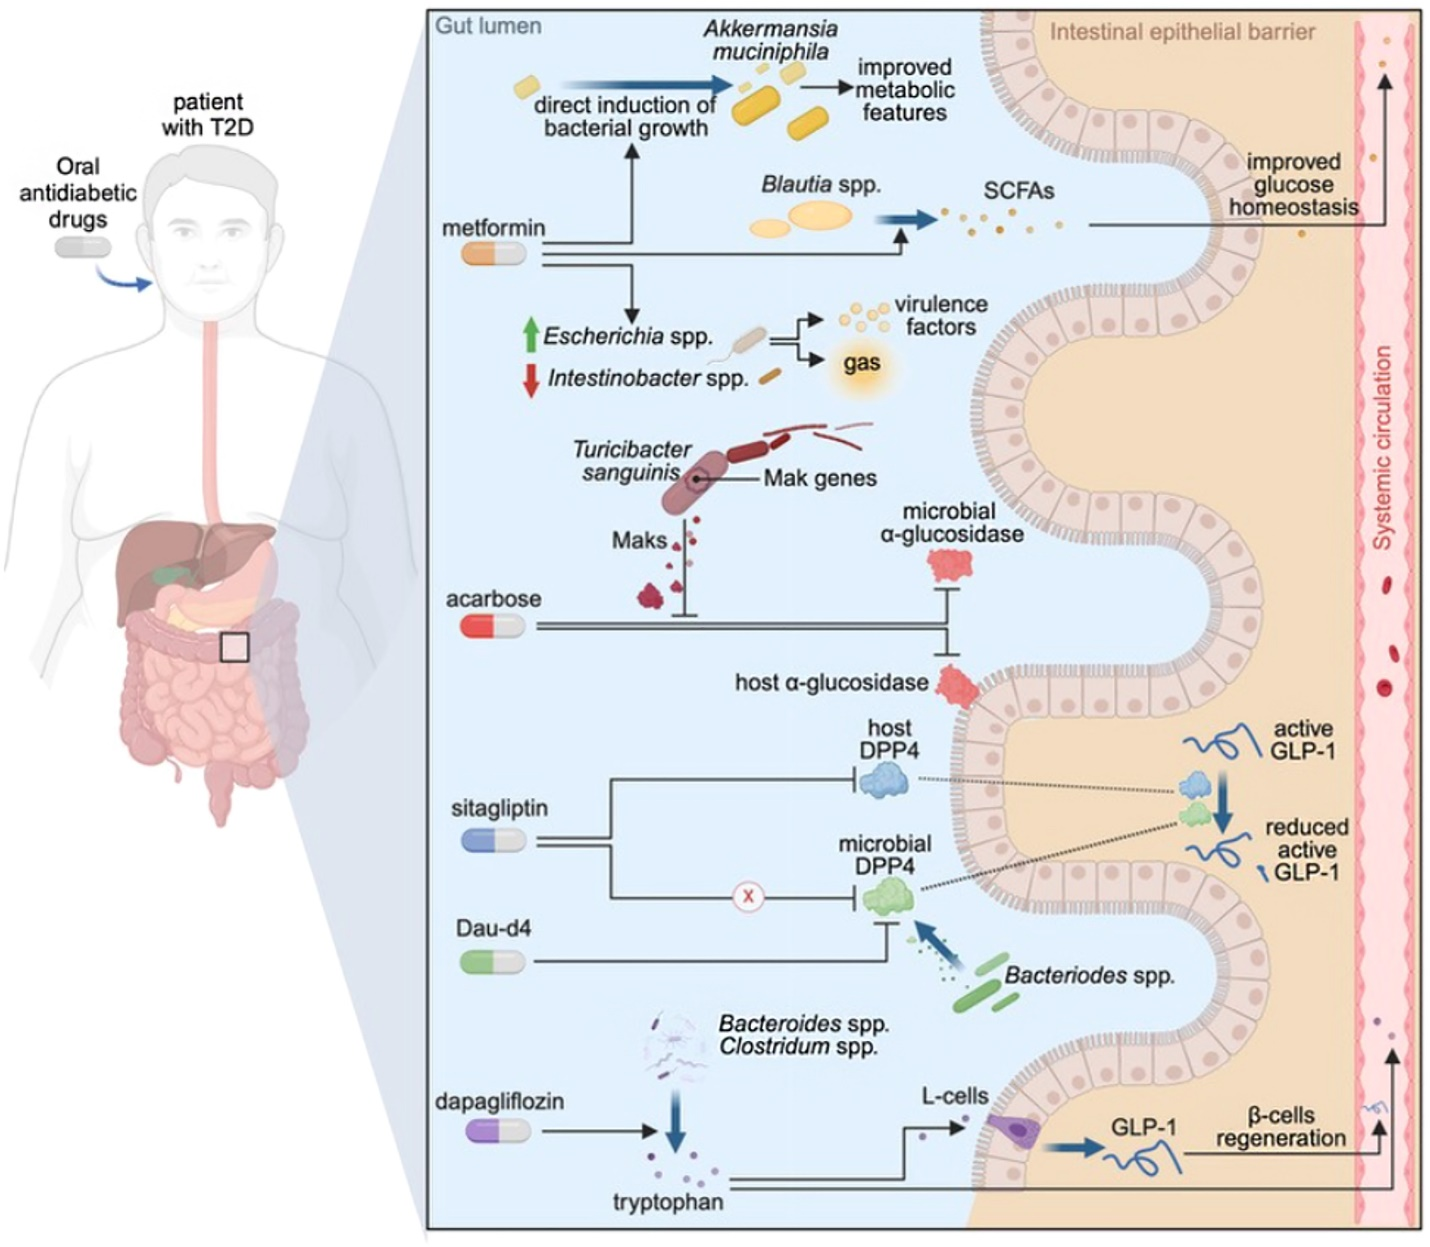 patient
with T2D
Oral
antidiabetic
drugs
Gut lumen
Intestinal epithelial barrier
Akkermansia
muciniphila
direct induction of
bacterial growth
improved
metabolic
features
metformin
Blautia spp.
SCFAs
improved
glucose
homeostasis
Escherichia spp.
Intestinobacter spp.
virulence
factors
gas
Systemic circulation
Turicibacter
sanguinis
Mak genes
Maks
microbial
α-glucosidase
acarbose
host α-glucosidase
host
DPP4
active
GLP-1
sitagliptin
microbial
DPP4
reduced
active
GLP-1
X
Dau-d4
Bacteriodes spp.
Bacteroides spp.
Clostridum spp.
dapagliflozin
tryptophan
L-cells
GLP-1
β-cells
regeneration